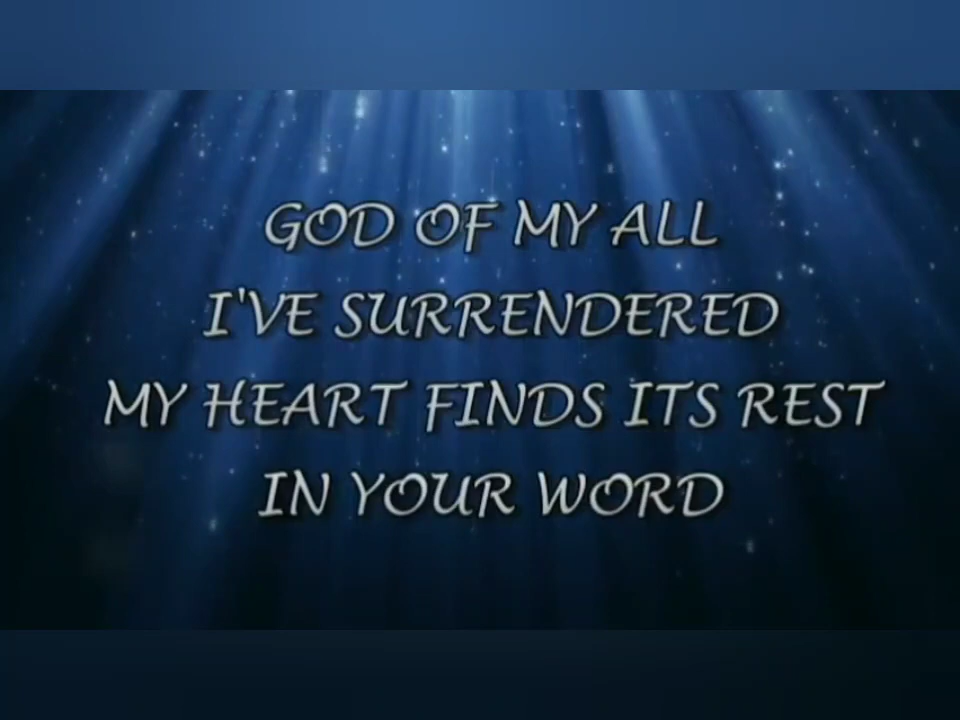 GOD OF MY ALL
I'VE SURRENDERED
MY HEART FINDS ITS REST
IN YOUR WORD